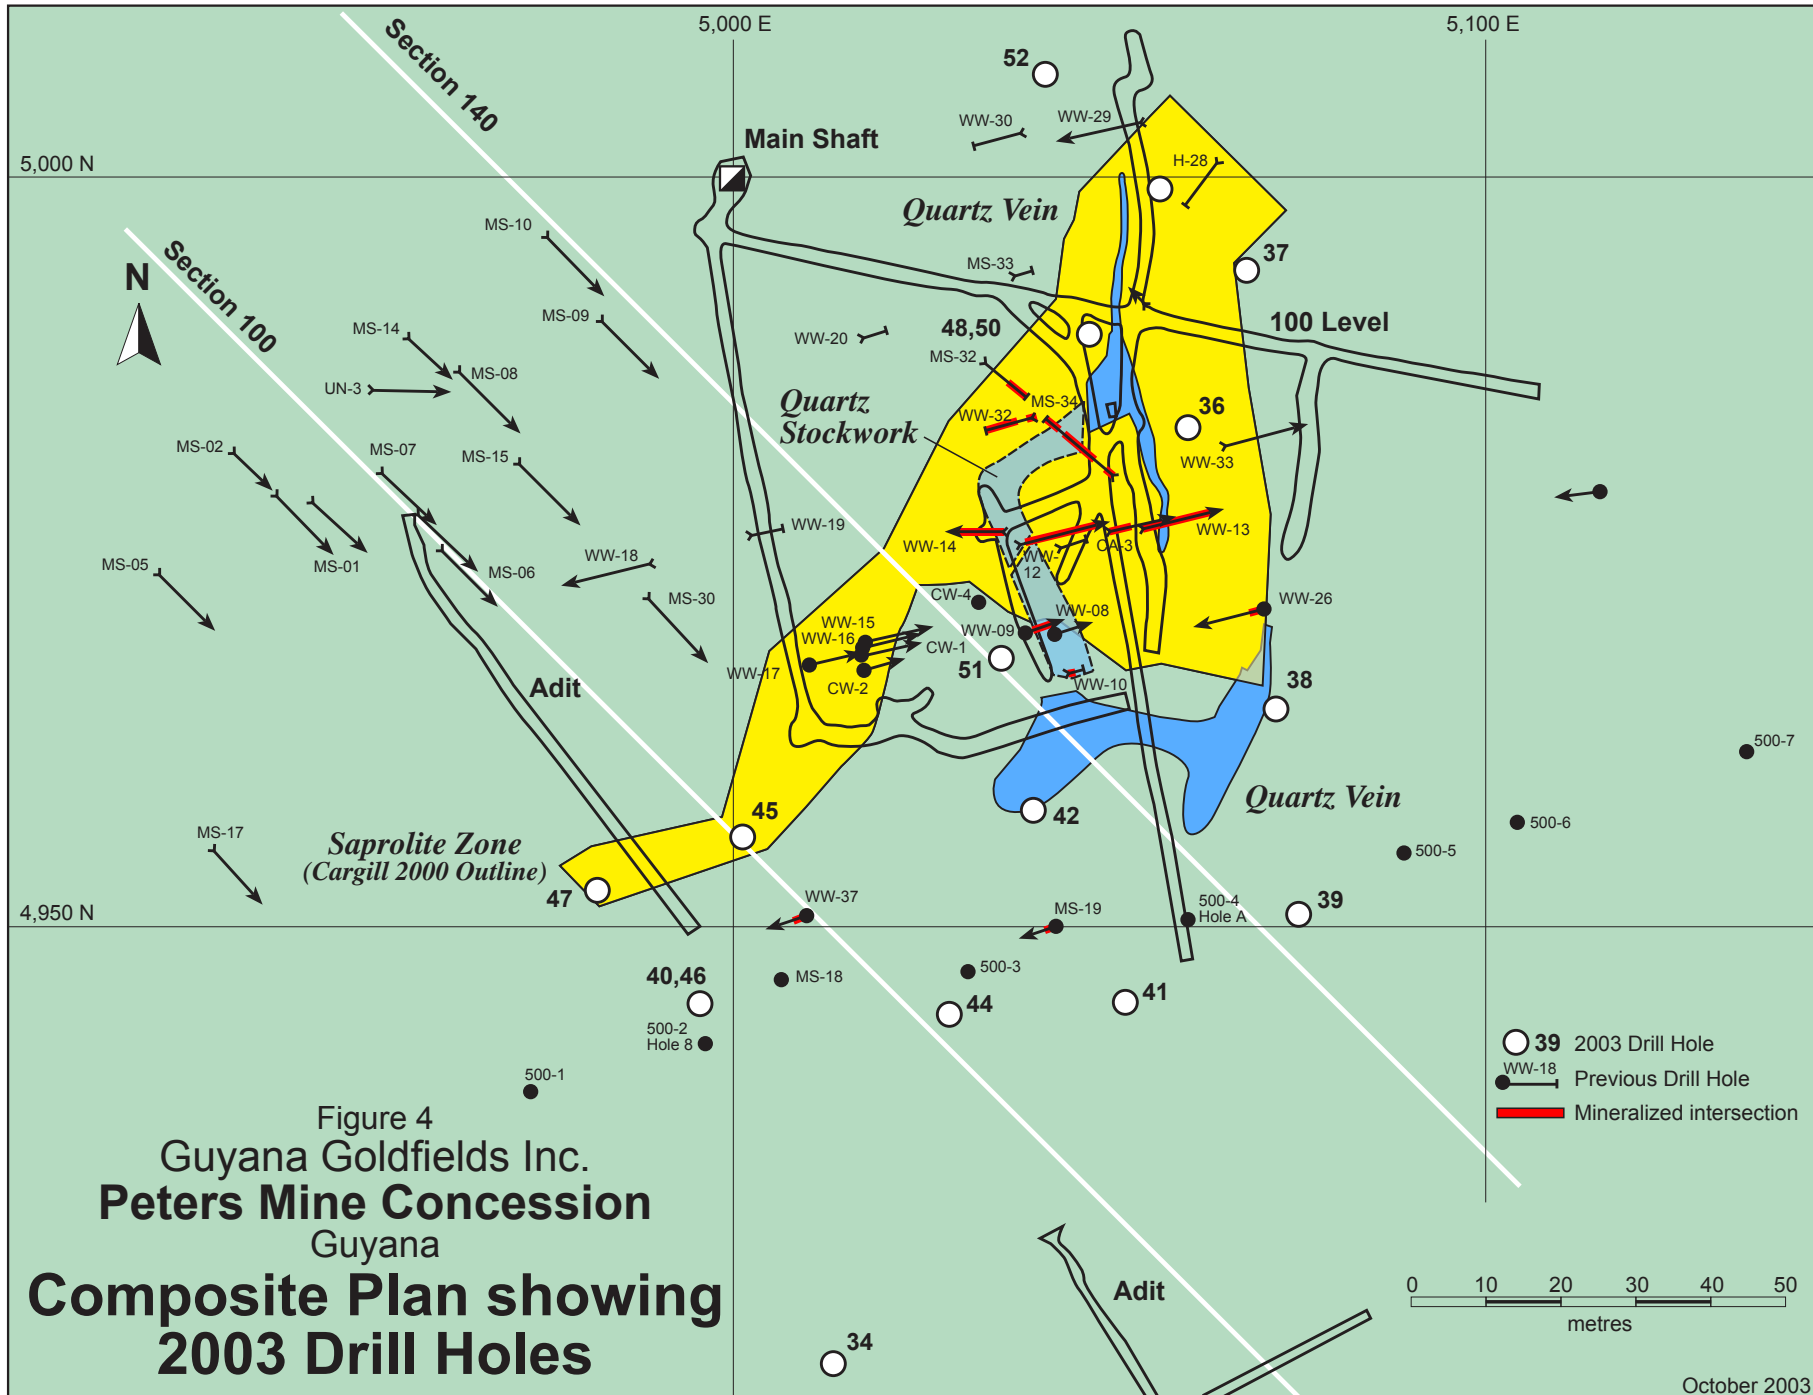 5,000 E
5,100 E
Section 140
52
WW-30
WW-29
Main Shaft
5,000 N
H-28
Quartz Vein
MS-10
Section 100
N
MS-33
37
MS-09
48,50
100 Level
MS-14
WW-20
MS-32
MS-08
UN-3
Quartz
Stockwork
MS-34
WW-32
36
MS-02
MS-07
MS-15
WW-33
WW-19
WW-14
WW-
12
CA-3
WW-13
MS-05
MS-01
MS-06
WW-18
MS-30
CW-4
WW-26
WW-15
WW-16
WW-09
WW-08
CW-1
WW-17
CW-2
51
WW-10
Adit
38
500-7
45
42
Quartz Vein
500-6
MS-17
Saprolite Zone
(Cargill 2000 Outline)
500-5
47
WW-37
MS-19
500-4
Hole A
39
4,950 N
40,46
MS-18
500-3
44
41
500-2
Hole 8
500-1
39 2003 Drill Hole
WW-18
Previous Drill Hole
Mineralized intersection
Figure 4
Guyana Goldfields Inc.
Peters Mine Concession
Guyana
Composite Plan showing
2003 Drill Holes
Adit
0 10 20 30 40 50
metres
34
October 2003